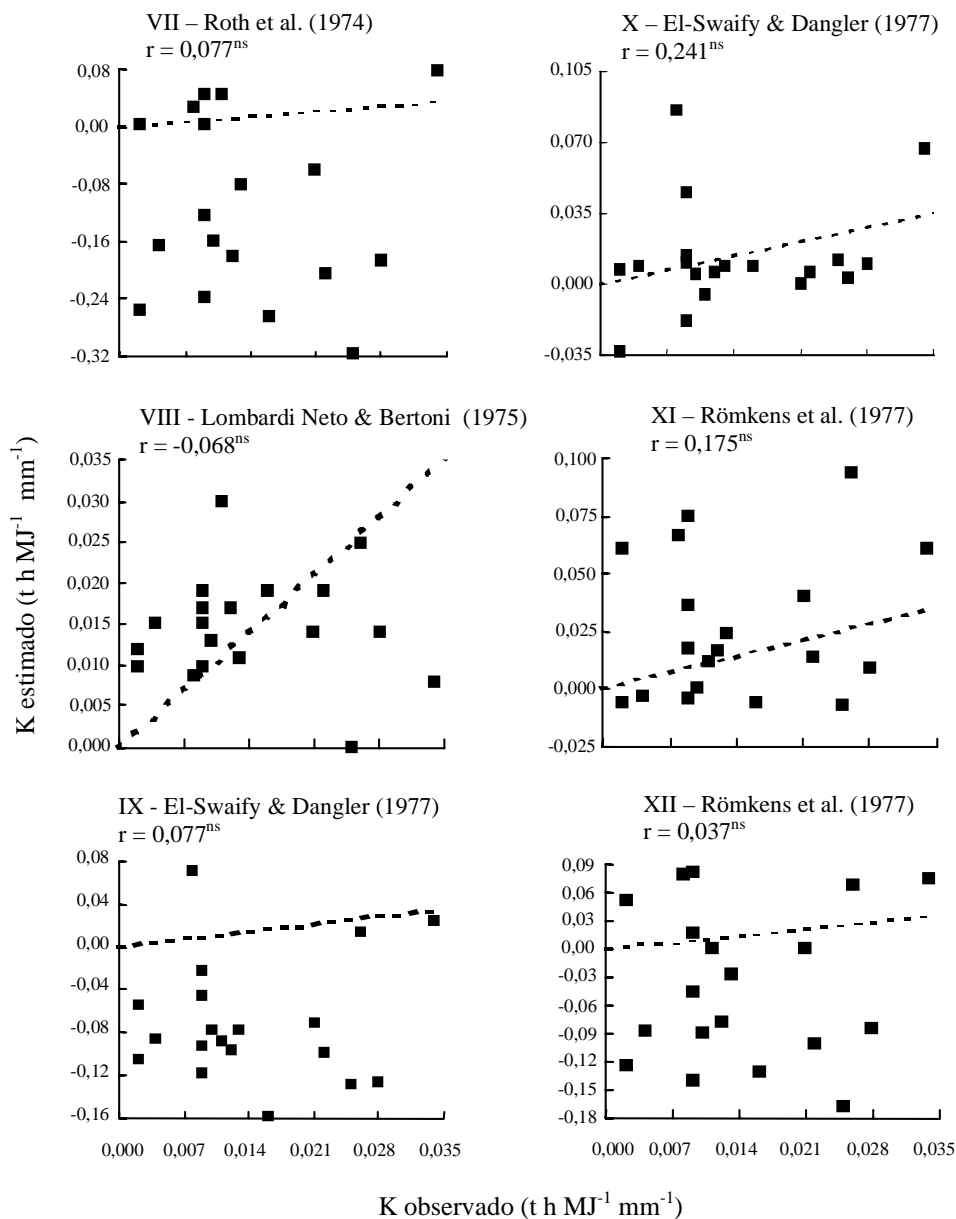 VII – Roth et al. (1974)
r = 0,077ns
0,08
0,00
-0,08
-0,16
-0,24
-0,32
X – El-Swaify & Dangler (1977)
r = 0,241ns
0,105
0,070
0,035
0,000
-0,035
VIII - Lombardi Neto & Bertoni (1975)
r = -0,068ns
0,035
0,030
0,025
0,020
0,015
0,010
0,005
0,000
XI – Römkens et al. (1977)
r = 0,175ns
0,100
0,075
0,050
0,025
0,000
-0,025
K estimado (t h MJ-1 mm-1)
IX - El-Swaify & Dangler (1977)
r = 0,077ns
0,08
0,04
0,00
-0,04
-0,08
-0,12
-0,16
0,000 0,007 0,014 0,021 0,028 0,035
XII – Römkens et al. (1977)
r = 0,037ns
0,09
0,06
0,03
0,00
-0,03
-0,06
-0,09
-0,12
-0,15
-0,18
0,000 0,007 0,014 0,021 0,028 0,035
K observado (t h MJ-1 mm-1)